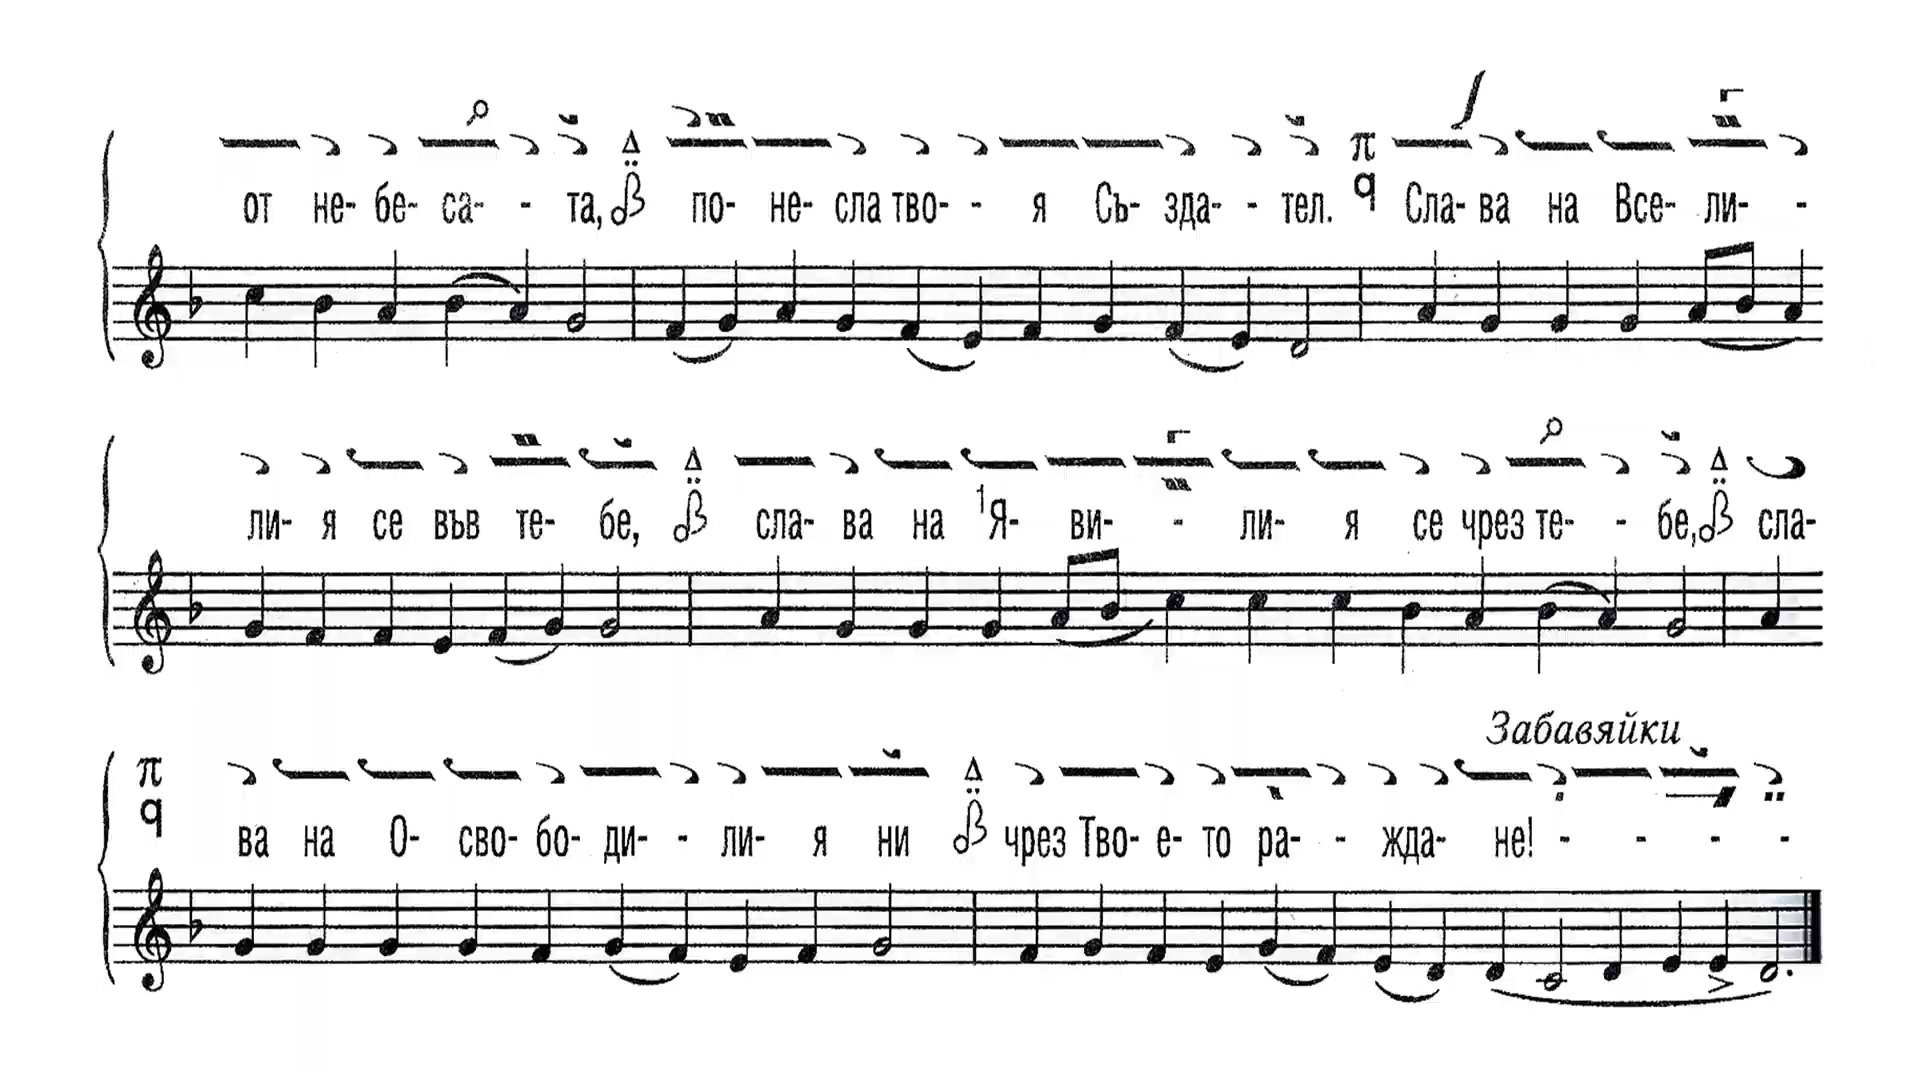 от не- бе- са- - та, по- не- сла тво- - я Съ- зда- - тел. Сла- ва на Все- ли- -
ли- я се във те- бе, сла- ва на ¹Я- ви- - ли- я се чрез те- - бе, сла-
Забавяйки
ва на О- сво- бо- ди- - ли- я ни чрез Тво- е- то ра- - жда- не! - - - -